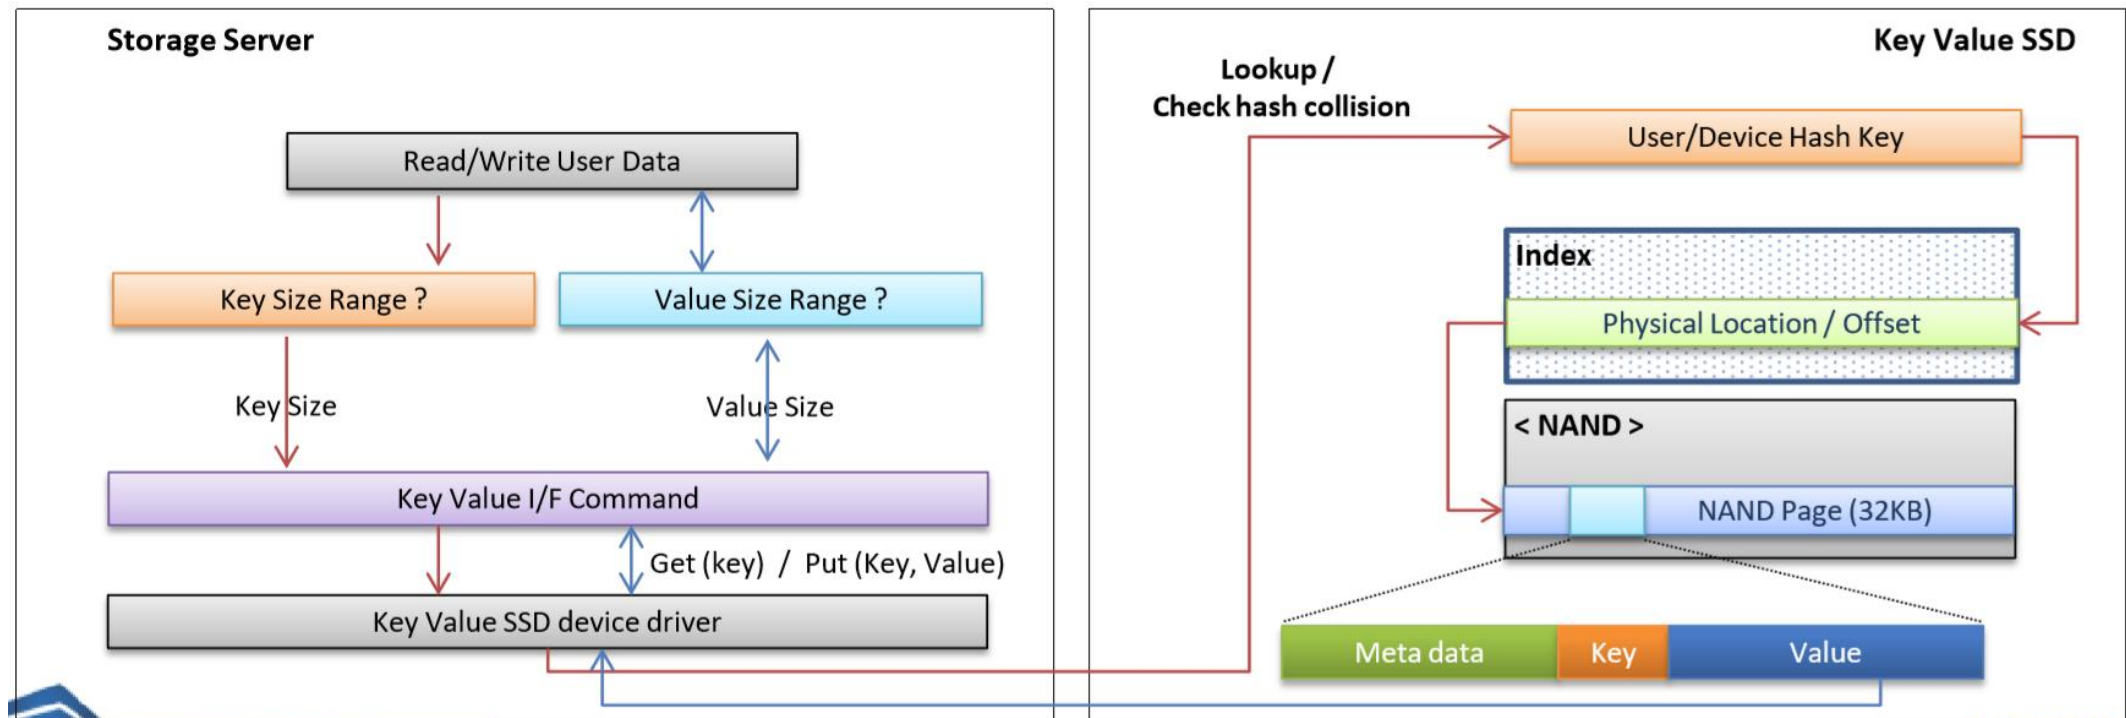 Storage Server
Read/Write User Data
Key Size Range ?
Value Size Range ?
Key Size
Value Size
Key Value I/F Command
Get (key) / Put (Key, Value)
Key Value SSD device driver
Key Value SSD
Lookup /
Check hash collision
User/Device Hash Key
Index
Physical Location / Offset
< NAND >
NAND Page (32KB)
Meta data
Key
Value